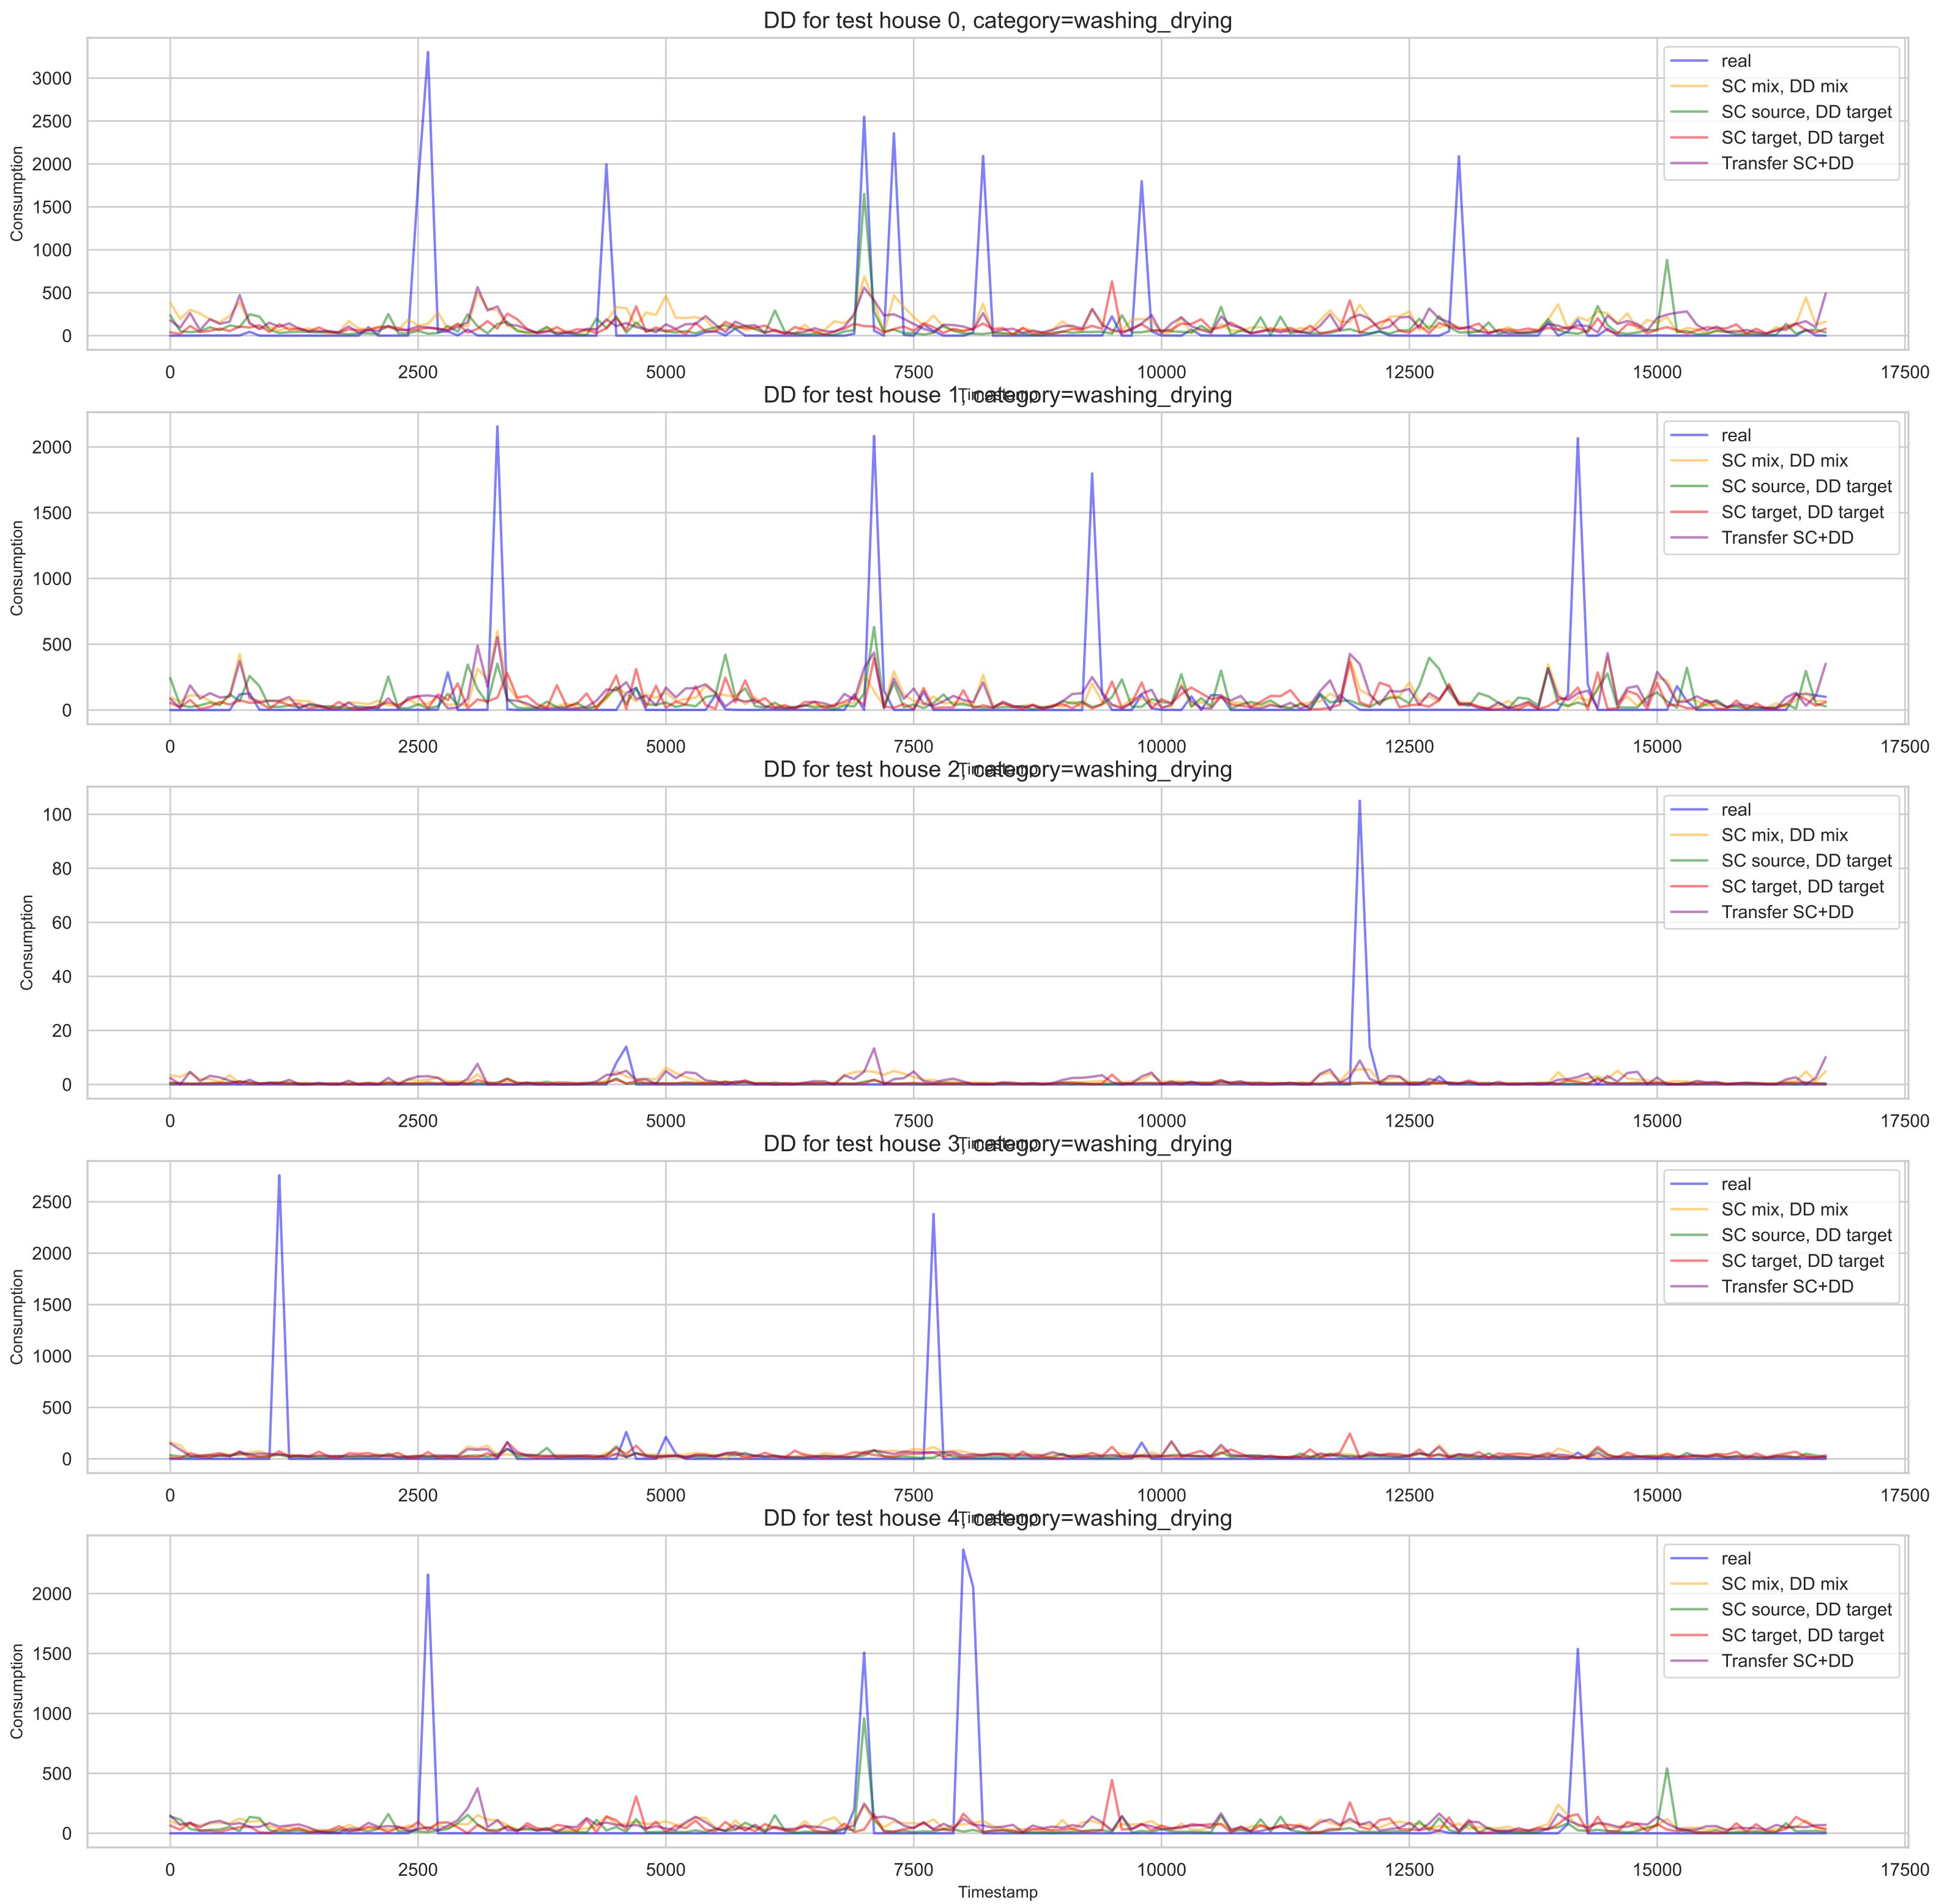 DD for test house 0, category=washing_drying
Consumption
3000
2500
2000
1500
1000
500
0
real
SC mix, DD mix
SC source, DD target
SC target, DD target
Transfer SC+DD
0 2500 5000 7500 10000 12500 15000 17500
Timestamp
DD for test house 1, category=washing_drying
Consumption
2000
1500
1000
500
0
real
SC mix, DD mix
SC source, DD target
SC target, DD target
Transfer SC+DD
0 2500 5000 7500 10000 12500 15000 17500
Timestamp
DD for test house 2, category=washing_drying
Consumption
100
80
60
40
20
0
real
SC mix, DD mix
SC source, DD target
SC target, DD target
Transfer SC+DD
0 2500 5000 7500 10000 12500 15000 17500
Timestamp
DD for test house 3, category=washing_drying
Consumption
2500
2000
1500
1000
500
0
real
SC mix, DD mix
SC source, DD target
SC target, DD target
Transfer SC+DD
0 2500 5000 7500 10000 12500 15000 17500
Timestamp
DD for test house 4, category=washing_drying
Consumption
2000
1500
1000
500
0
real
SC mix, DD mix
SC source, DD target
SC target, DD target
Transfer SC+DD
0 2500 5000 7500 10000 12500 15000 17500
Timestamp